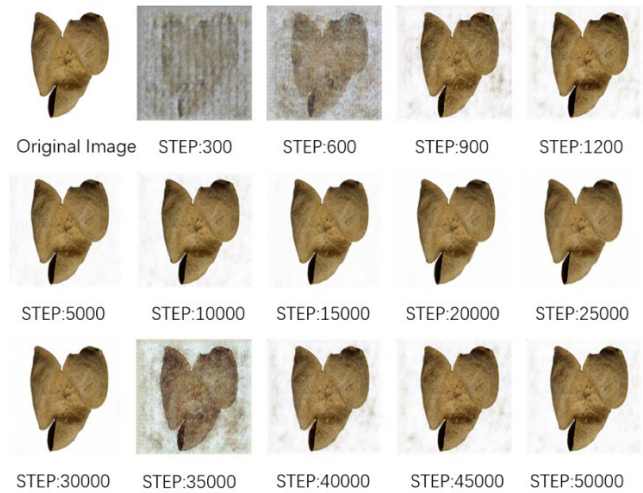 Original Image STEP:300 STEP:600 STEP:900 STEP:1200
STEP:5000 STEP:10000 STEP:15000 STEP:20000 STEP:25000
STEP:30000 STEP:35000 STEP:40000 STEP:45000 STEP:50000